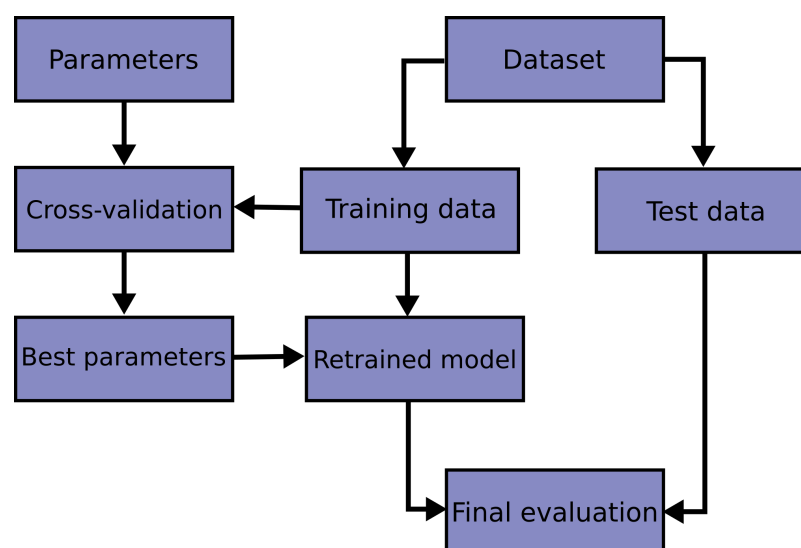 Parameters
Dataset
Cross-validation
Training data
Test data
Best parameters
Retrained model
Final evaluation